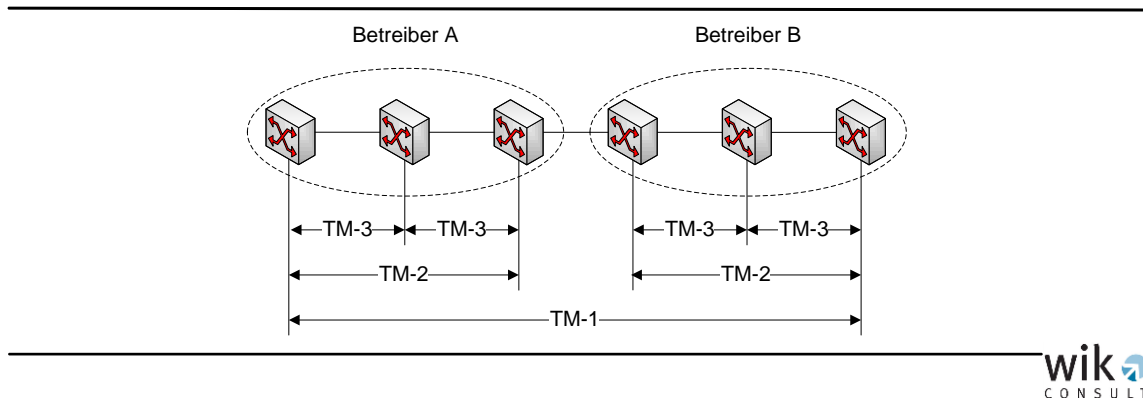 Betreiber A Betreiber B
TM-3 TM-3 TM-3 TM-3
TM-2 TM-2
TM-1
wik
CONSULT